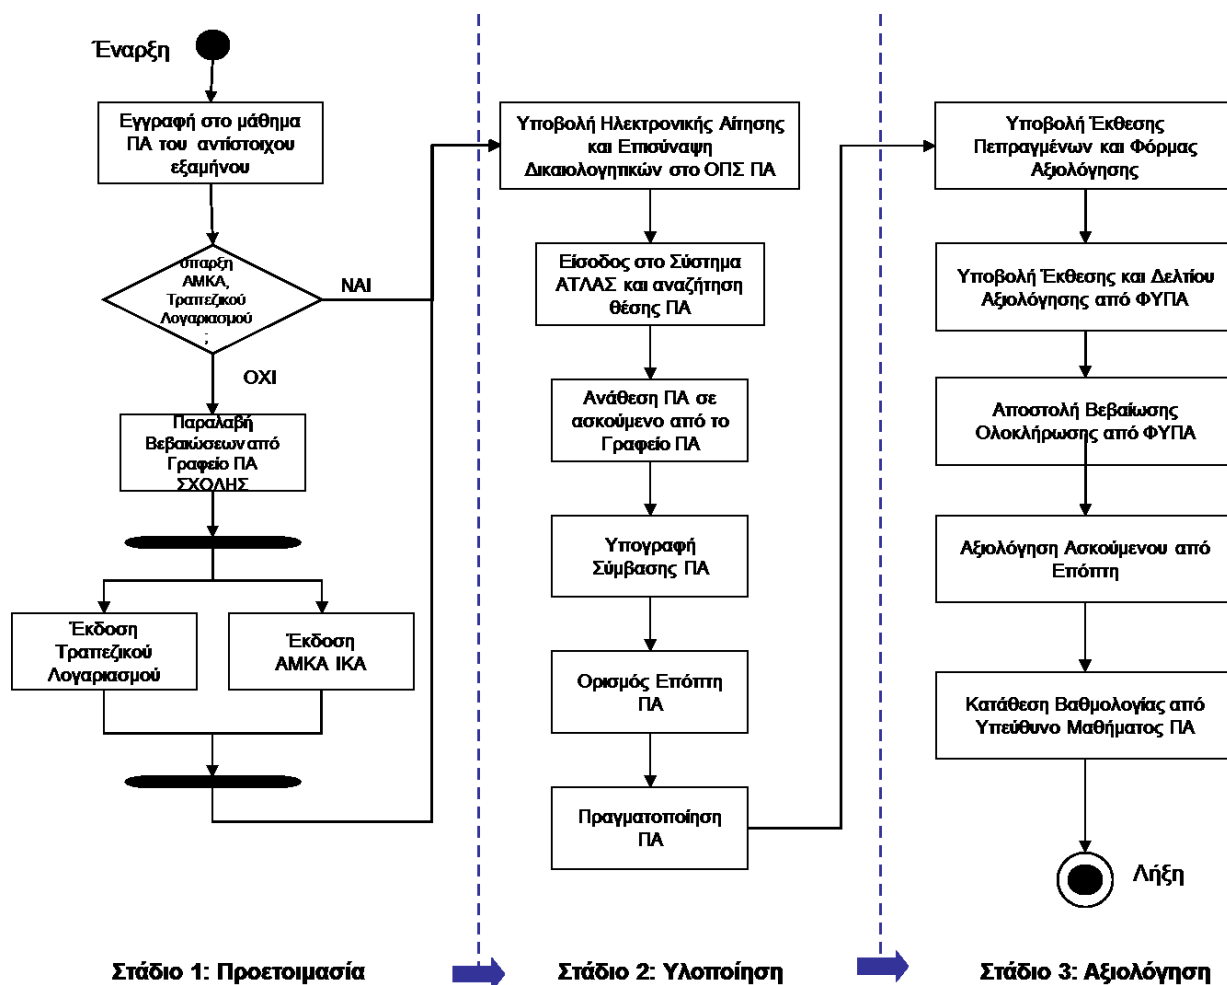 Έναρξη
Εγγραφή στο μάθημα
ΠΑ του αντίστοιχου
εξαμήνου
ύπαρξη
ΑΜΚΑ,
Τραπεζικού
Λογαριασμού
;
ΝΑΙ
ΟΧΙ
Παραλαβή
Βεβαιώσεων από
Γραφείο ΠΑ
ΣΧΟΛΗΣ
Έκδοση
Τραπεζικού
Λογαριασμού
Έκδοση
ΑΜΚΑ ΙΚΑ
Στάδιο 1: Προετοιμασία
Υποβολή Ηλεκτρονικής Αίτησης
και Επισύναψη
Δικαιολογητικών στο ΟΠΣ ΠΑ
Είσοδος στο Σύστημα
ΑΤΛΑΣ και αναζήτηση
θέσης ΠΑ
Ανάθεση ΠΑ σε
ασκούμενο από το
Γραφείο ΠΑ
Υπογραφή
Σύμβασης ΠΑ
Ορισμός Επόπτη
ΠΑ
Πραγματοποίηση
ΠΑ
Στάδιο 2: Υλοποίηση
Υποβολή Έκθεσης
Πεπραγμένων και Φόρμας
Αξιολόγησης
Υποβολή Έκθεσης και Δελτίου
Αξιολόγησης από ΦΥΠΑ
Αποστολή Βεβαίωσης
Ολοκλήρωσης από ΦΥΠΑ
Αξιολόγηση Ασκούμενου από
Επόπτη
Κατάθεση Βαθμολογίας από
Υπεύθυνο Μαθήματος ΠΑ
Λήξη
Στάδιο 3: Αξιολόγηση